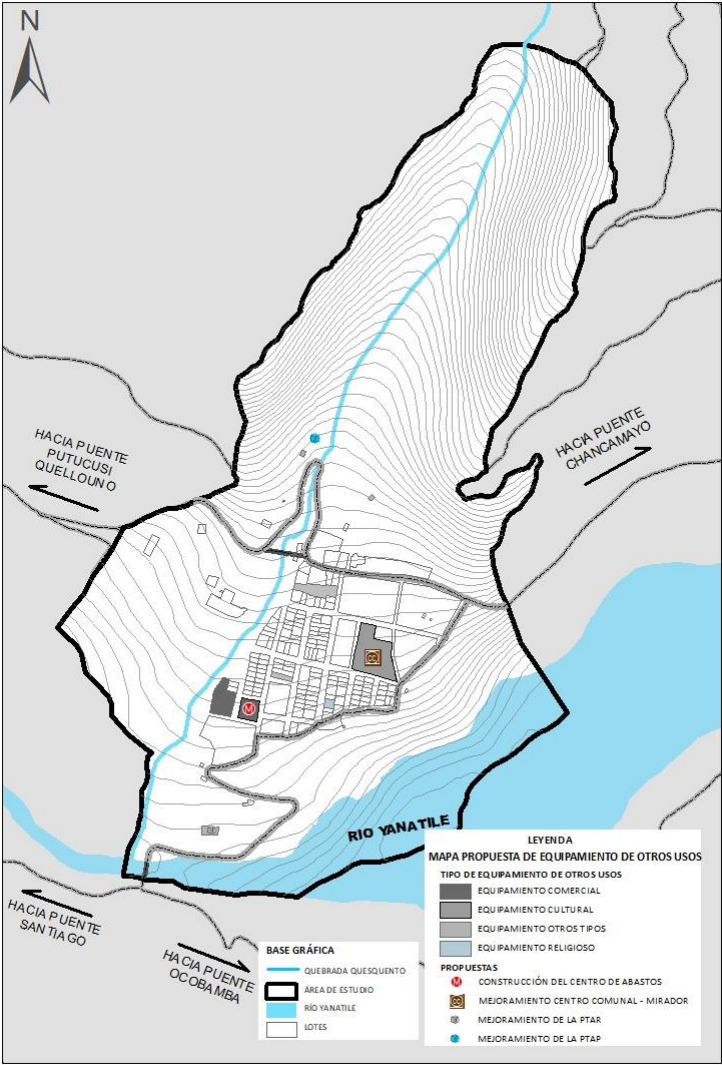 N
HACIA PUENTE
PUTUCUSI
QUELLOUNO
HACIA PUENTE
CHANCAMAYO
M
RIO YANATILE
HACIA PUENTE
SANTIAGO
HACIA PUENTE
OCOBAMBA
BASE GRÁFICA
QUEBRADA QUESQUENTO
ÁREA DE ESTUDIO
RÍO YANATILE
LOTES
LEYENDA
MAPA PROPUESTA DE EQUIPAMIENTO DE OTROS USOS
TIPO DE EQUIPAMIENTO DE OTROS USOS
EQUIPAMIENTO COMERCIAL
EQUIPAMIENTO CULTURAL
EQUIPAMIENTO OTROS TIPOS
EQUIPAMIENTO RELIGIOSO
PROPUESTAS
M CONSTRUCCIÓN DEL CENTRO DE ABASTOS
MEJORAMIENTO CENTRO COMUNAL - MIRADOR
MEJORAMIENTO DE LA PTAR
MEJORAMIENTO DE LA PTAP